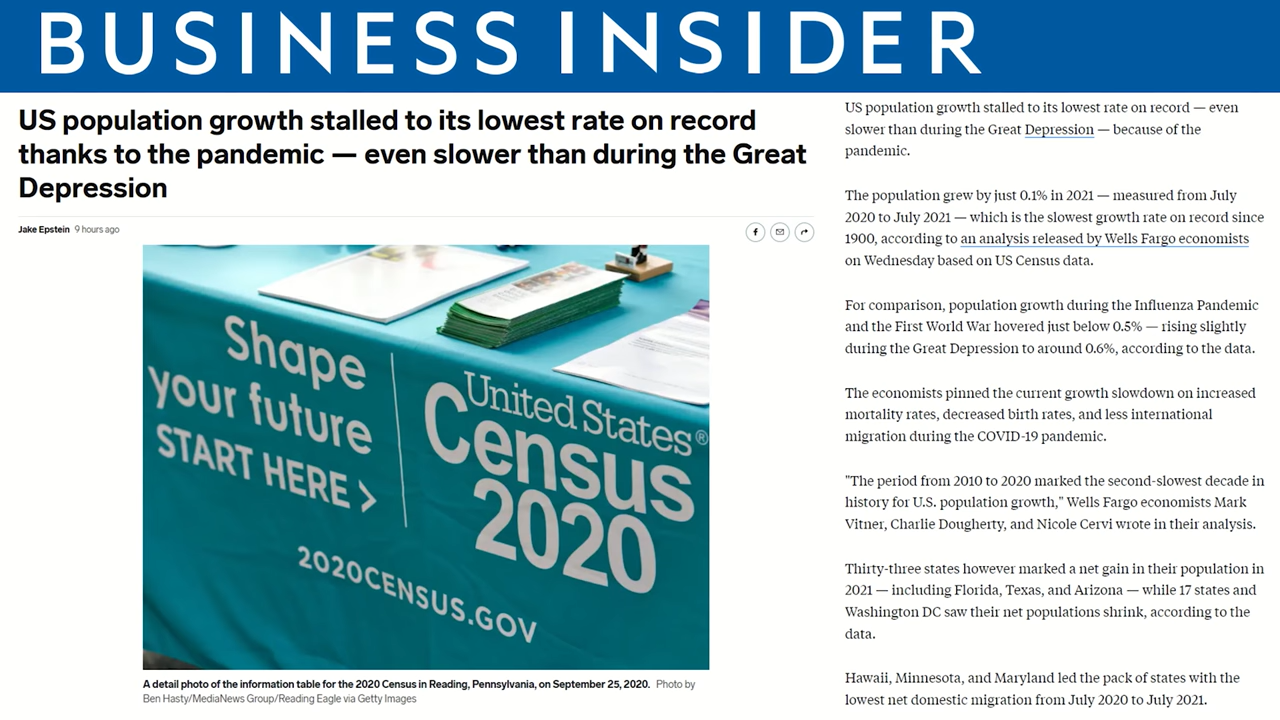 BUSINESS INSIDER
US population growth stalled to its lowest rate on record
thanks to the pandemic — even slower than during the Great
Depression
Jake Epstein 9 hours ago
Shape
your future
START HERE >
United States®
Census
2020
2020CENSUS.GOV
A detail photo of the information table for the 2020 Census in Reading, Pennsylvania, on September 25, 2020. Photo by
Ben Hasty/MediaNews Group/Reading Eagle via Getty Images
US population growth stalled to its lowest rate on record — even
slower than during the Great Depression — because of the
pandemic.
The population grew by just 0.1% in 2021 — measured from July
2020 to July 2021 — which is the slowest growth rate on record since
1900, according to an analysis released by Wells Fargo economists
on Wednesday based on US Census data.
For comparison, population growth during the Influenza Pandemic
and the First World War hovered just below 0.5% — rising slightly
during the Great Depression to around 0.6%, according to the data.
The economists pinned the current growth slowdown on increased
mortality rates, decreased birth rates, and less international
migration during the COVID-19 pandemic.
"The period from 2010 to 2020 marked the second-slowest decade in
history for U.S. population growth," Wells Fargo economists Mark
Vitner, Charlie Dougherty, and Nicole Cervi wrote in their analysis.
Thirty-three states however marked a net gain in their population in
2021 — including Florida, Texas, and Arizona — while 17 states and
Washington DC saw their net populations shrink, according to the
data.
Hawaii, Minnesota, and Maryland led the pack of states with the
lowest net domestic migration from July 2020 to July 2021.